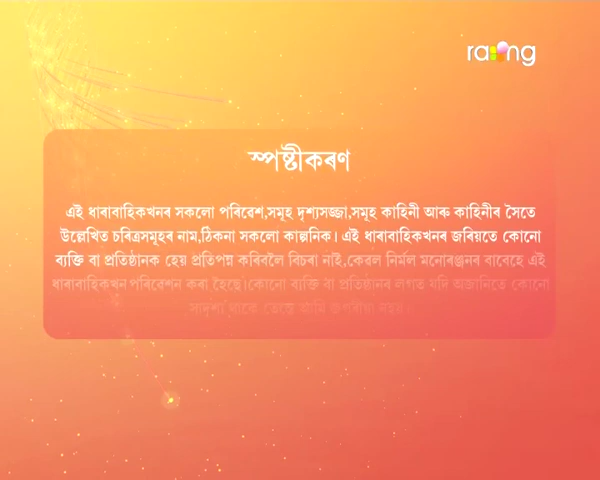 rang
স্পষ্টীকৰণ
এই ধাৰাবাহিকখনৰ সকলো পৰিৱেশ,সমূহ দৃশ্যসজ্জা,সমূহ কাহিনী আৰু কাহিনীৰ সৈতে
উল্লেখিত চৰিত্ৰসমূহৰ নাম,ঠিকনা সকলো কাল্পনিক। এই ধাৰাবাহিকখনৰ জৰিয়তে কোনো
ব্যক্তি বা প্ৰতিষ্ঠানক হেয় প্ৰতিপন্ন কৰিবলৈ বিচৰা নাই,কেৱল নিৰ্মল মনোৰঞ্জনৰ বাবেহে এই
ধাৰাবাহিকখন পৰিৱেশন কৰা হৈছে।কোনো ব্যক্তি বা প্ৰতিষ্ঠানৰ লগত যদি অজানিতে কোনো
সাদৃশ্য থাকে তেন্তে আমি